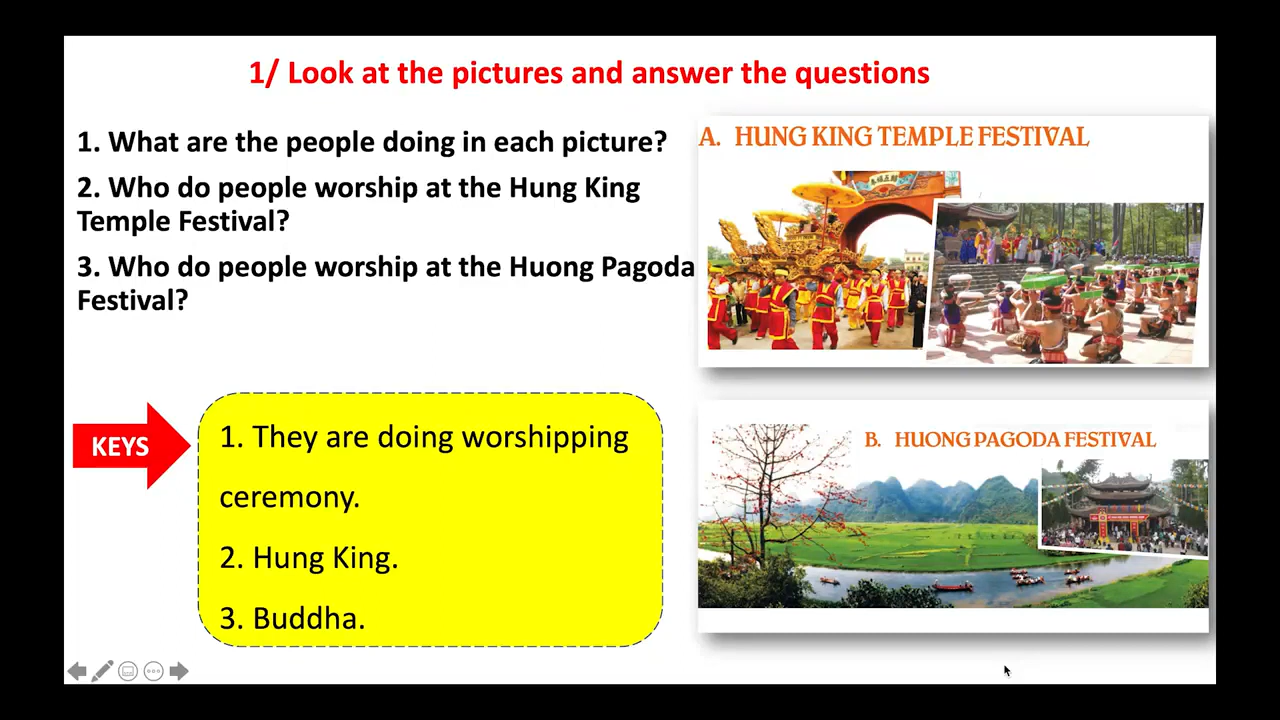 1/ Look at the pictures and answer the questions
1. What are the people doing in each picture?
2. Who do people worship at the Hung King
Temple Festival?
3. Who do people worship at the Huong Pagoda
Festival?
A. HUNG KING TEMPLE FESTIVAL
KEYS
1. They are doing worshipping
ceremony.
2. Hung King.
3. Buddha.
B. HUONG PAGODA FESTIVAL